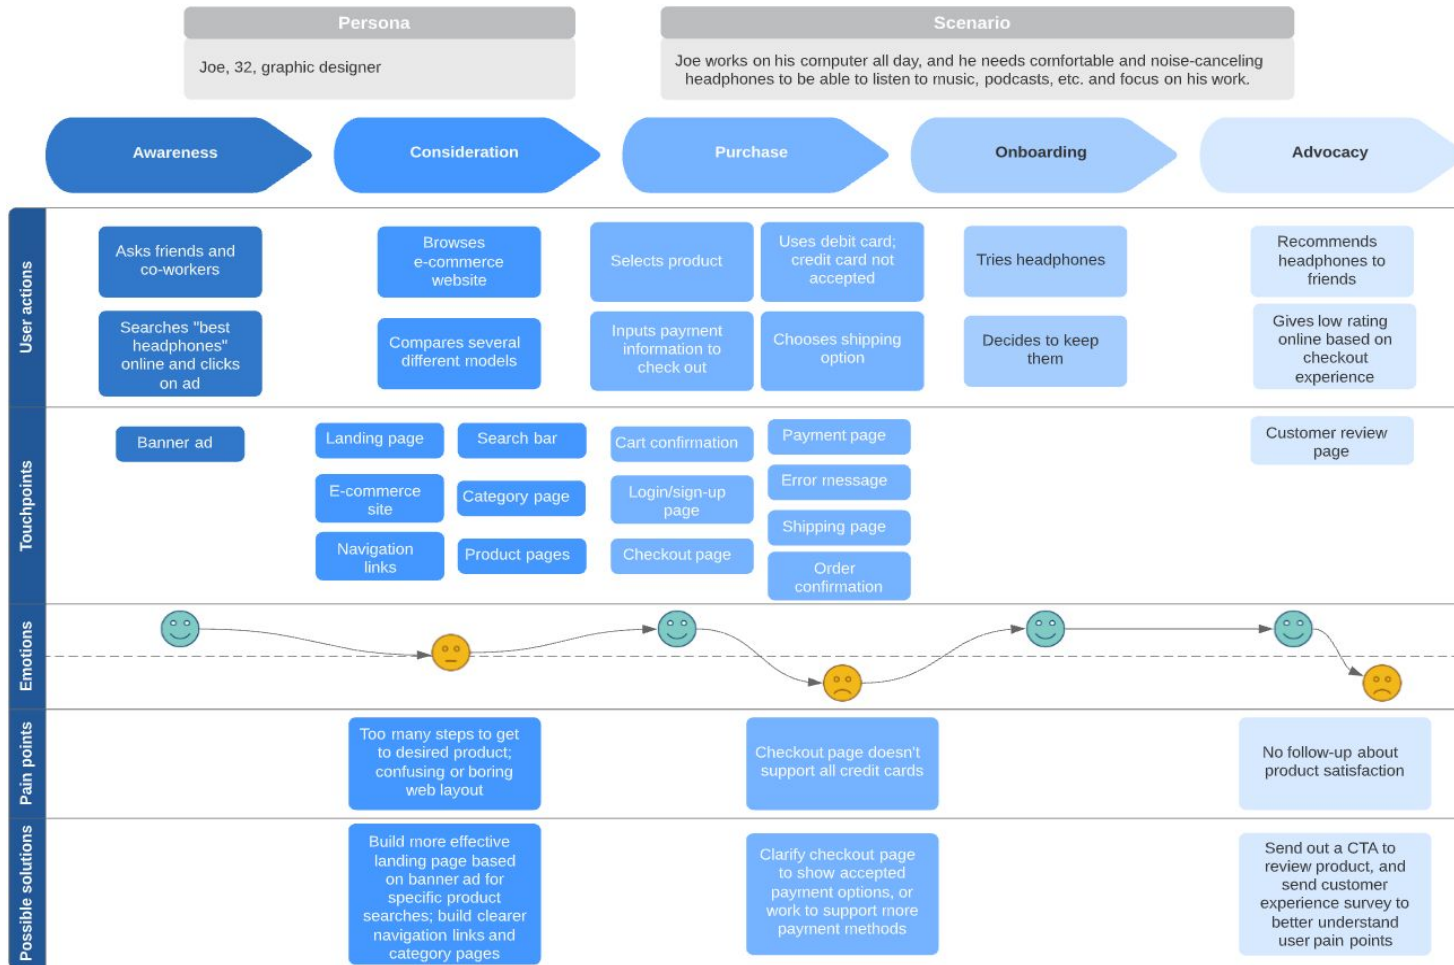 Persona
Scenario
Joe, 32, graphic designer
Joe works on his computer all day, and he needs comfortable and noise-canceling
headphones to be able to listen to music, podcasts, etc. and focus on his work.
Awareness
Consideration
Purchase
Onboarding
Advocacy
User actions
Asks friends and
co-workers
Searches "best
headphones"
online and clicks
on ad
Browses
e-commerce
website
Compares several
different models
Selects product
Inputs payment
information to
check out
Uses debit card;
credit card not
accepted
Chooses shipping
option
Tries headphones
Decides to keep
them
Recommends
headphones to
friends
Gives low rating
online based on
checkout
experience
Touchpoints
Banner ad
Landing page
E-commerce
site
Navigation
links
Search bar
Category page
Product pages
Cart confirmation
Login/sign-up
page
Checkout page
Payment page
Error message
Shipping page
Order
confirmation
Customer review
page
Emotions
Pain points
Too many steps to get
to desired product;
confusing or boring
web layout
Checkout page doesn't
support all credit cards
No follow-up about
product satisfaction
Possible solutions
Build more effective
landing page based
on banner ad for
specific product
searches; build clearer
navigation links and
category pages
Clarify checkout page
to show accepted
payment options, or
work to support more
payment methods
Send out a CTA to
review product, and
send customer
experience survey to
better understand
user pain points